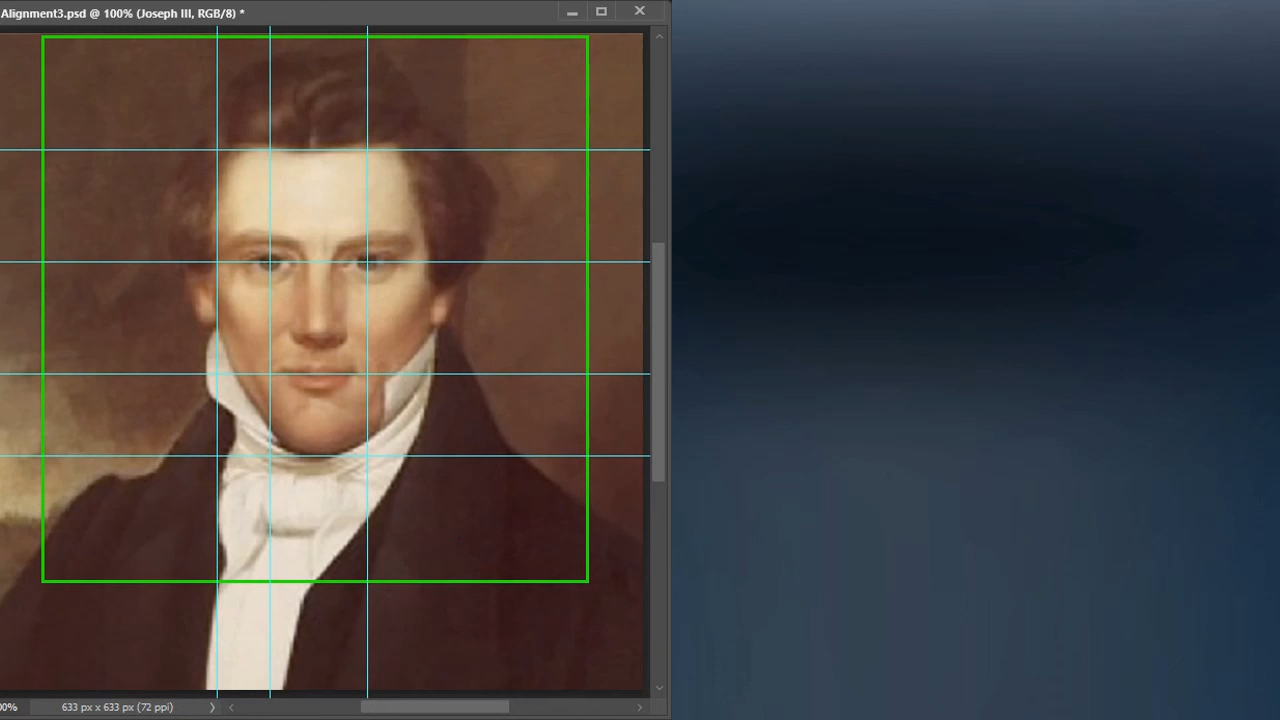 Alignment3.psd @ 100% (Joseph III, RGB/8) *
00%
633 px x 633 px (72 ppi)